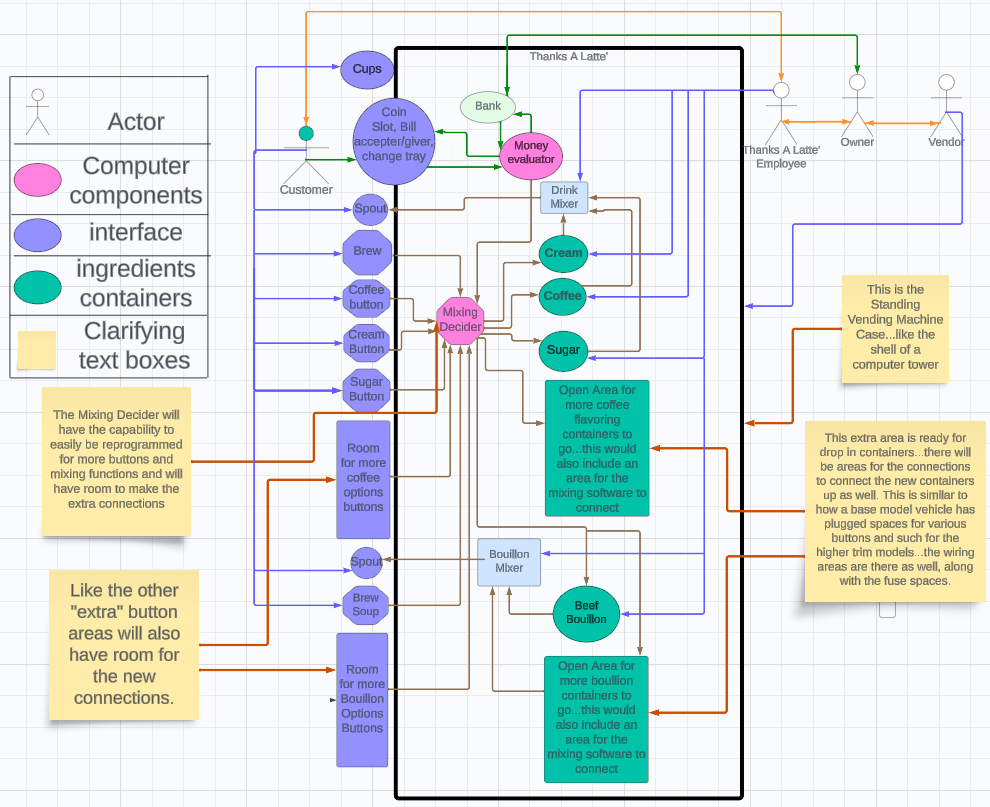 Thanks A Latte'
Cups
Coin
Slot, Bill
accepter/giver,
change tray
Bank
Money
evaluator
Customer
Thanks A Latte'
Employee
Owner
Vendor
Actor
Computer
components
interface
ingredients
containers
Clarifying
text boxes
Spout
Drink
Mixer
Brew
Cream
Coffee
button
Coffee
Mixing
Decider
Cream
Button
Sugar
Sugar
Button
This is the
Standing
Vending Machine
Case...like the
shell of a
computer tower
The Mixing Decider will
have the capability to
easily be reprogrammed
for more buttons and
mixing functions and will
have room to make the
extra connections
Room
for more
coffee
options
buttons
Open Area for
more coffee
flavoring
containers to
go...this would
also include an
area for the
mixing software to
connect
This extra area is ready for
drop in containers...there will
be areas for the connections
to connect the new containers
up as well. This is similar to
how a base model vehicle has
plugged spaces for various
buttons and such for the
higher trim models...the wiring
areas are there as well, along
with the fuse spaces.
Spout
Bouillon
Mixer
Brew
Soup
Beef
Bouillon
Like the other
"extra" button
areas will also
have room for
the new
connections.
Room
for more
Bouillon
Options
Buttons
Open Area for
more boullion
containers to
go...this would
also include an
area for the
mixing software to
connect